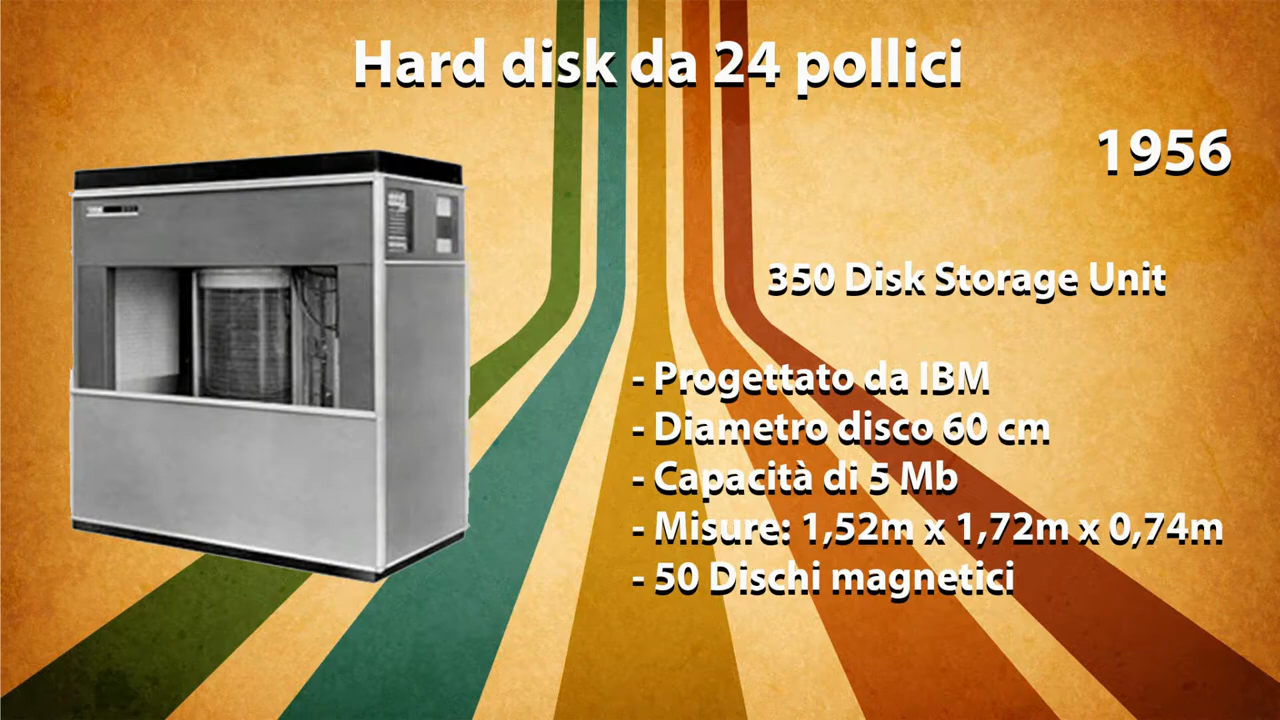 Hard disk da 24 pollici
1956
350 Disk Storage Unit
- Progettato da IBM
- Diametro disco 60 cm
- Capacità di 5 Mb
- Misure: 1,52m x 1,72m x 0,74m
- 50 Dischi magnetici